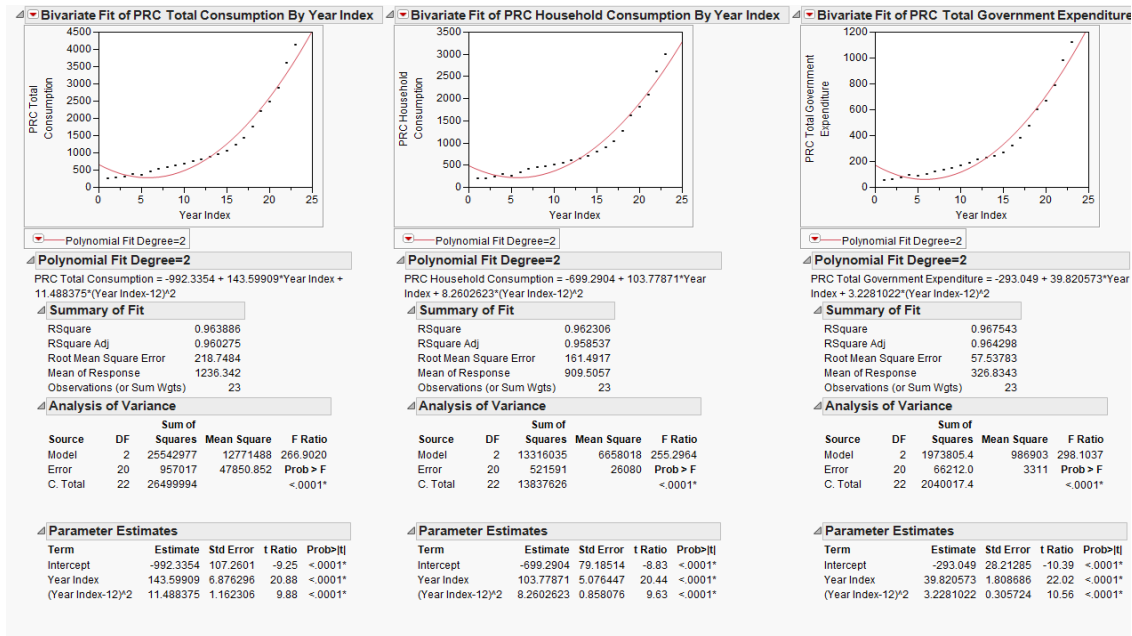 Bivariate Fit of PRC Total Consumption By Year Index
4500
4000
3500
3000
2500
2000
1500
1000
500
0
PRC Total
Consumption
0 5 10 15 20 25
Year Index
Polynomial Fit Degree=2
Polynomial Fit Degree=2
PRC Total Consumption = -992.3354 + 143.59909*Year Index +
11.488375*(Year Index-12)^2
Summary of Fit
RSquare 0.963886
RSquare Adj 0.960275
Root Mean Square Error 218.7484
Mean of Response 1236.342
Observations (or Sum Wgts) 23
Analysis of Variance
Sum of
Source DF Squares Mean Square F Ratio
Model 2 25542977 12771488 266.9020
Error 20 957017 47850.852 Prob > F
C. Total 22 26499994 <.0001*
Parameter Estimates
Term Estimate Std Error t Ratio Prob>|t|
Intercept -992.3354 107.2601 -9.25 <.0001*
Year Index 143.59909 6.876296 20.88 <.0001*
(Year Index-12)^2 11.488375 1.162306 9.88 <.0001*
Bivariate Fit of PRC Household Consumption By Year Index
3500
3000
2500
2000
1500
1000
500
0
PRC Household
Consumption
0 5 10 15 20 25
Year Index
Polynomial Fit Degree=2
Polynomial Fit Degree=2
PRC Household Consumption = -699.2904 + 103.77871*Year
Index + 8.2602623*(Year Index-12)^2
Summary of Fit
RSquare 0.962306
RSquare Adj 0.958537
Root Mean Square Error 161.4917
Mean of Response 909.5057
Observations (or Sum Wgts) 23
Analysis of Variance
Sum of
Source DF Squares Mean Square F Ratio
Model 2 13316035 6658018 255.2964
Error 20 521591 26080 Prob > F
C. Total 22 13837626 <.0001*
Parameter Estimates
Term Estimate Std Error t Ratio Prob>|t|
Intercept -699.2904 79.18514 -8.83 <.0001*
Year Index 103.77871 5.076447 20.44 <.0001*
(Year Index-12)^2 8.2602623 0.858076 9.63 <.0001*
Bivariate Fit of PRC Total Government Expenditure
1200
1000
800
600
400
200
0
PRC Total Government
Expenditure
0 5 10 15 20 25
Year Index
Polynomial Fit Degree=2
Polynomial Fit Degree=2
PRC Total Government Expenditure = -293.049 + 39.820573*Year
Index + 3.2281022*(Year Index-12)^2
Summary of Fit
RSquare 0.967543
RSquare Adj 0.964298
Root Mean Square Error 57.53783
Mean of Response 326.8343
Observations (or Sum Wgts) 23
Analysis of Variance
Sum of
Source DF Squares Mean Square F Ratio
Model 2 1973805.4 986903 298.1037
Error 20 66212.0 3311 Prob > F
C. Total 22 2040017.4 <.0001*
Parameter Estimates
Term Estimate Std Error t Ratio Prob>|t|
Intercept -293.049 28.21285 -10.39 <.0001*
Year Index 39.820573 1.808686 22.02 <.0001*
(Year Index-12)^2 3.2281022 0.305724 10.56 <.0001*